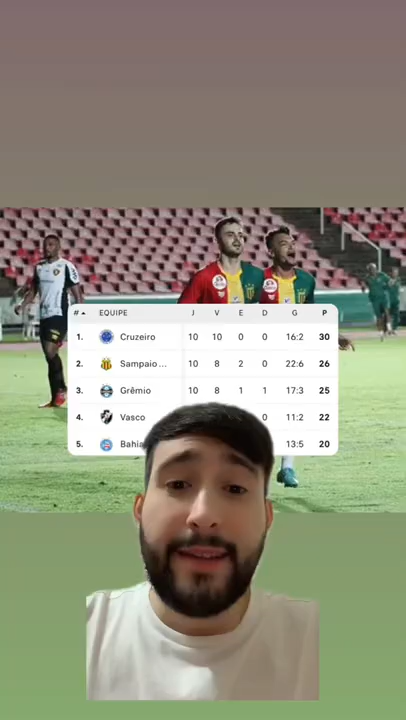 # EQUIPE J V E D G P
1. Cruzeiro 10 10 0 0 16:2 30
2. Sampaio ... 10 8 2 0 22:6 26
3. Grêmio 10 8 1 1 17:3 25
4. Vasco 0 11:2 22
5. Bahia 13:5 20